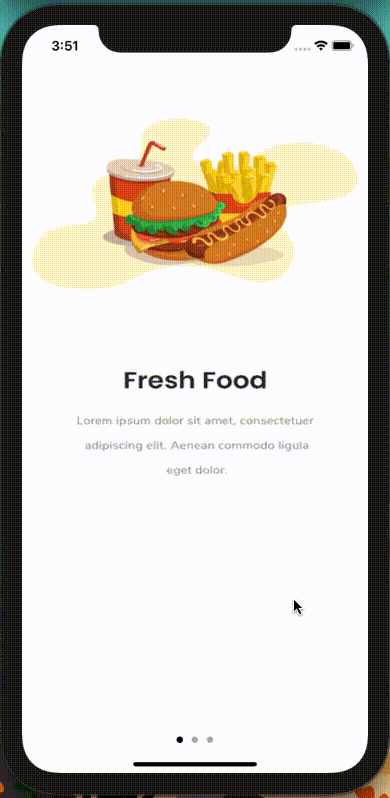 3:51
Fresh Food
Lorem ipsum dolor sit amet, consectetuer
adipiscing elit. Aenean commodo ligula
eget dolor.